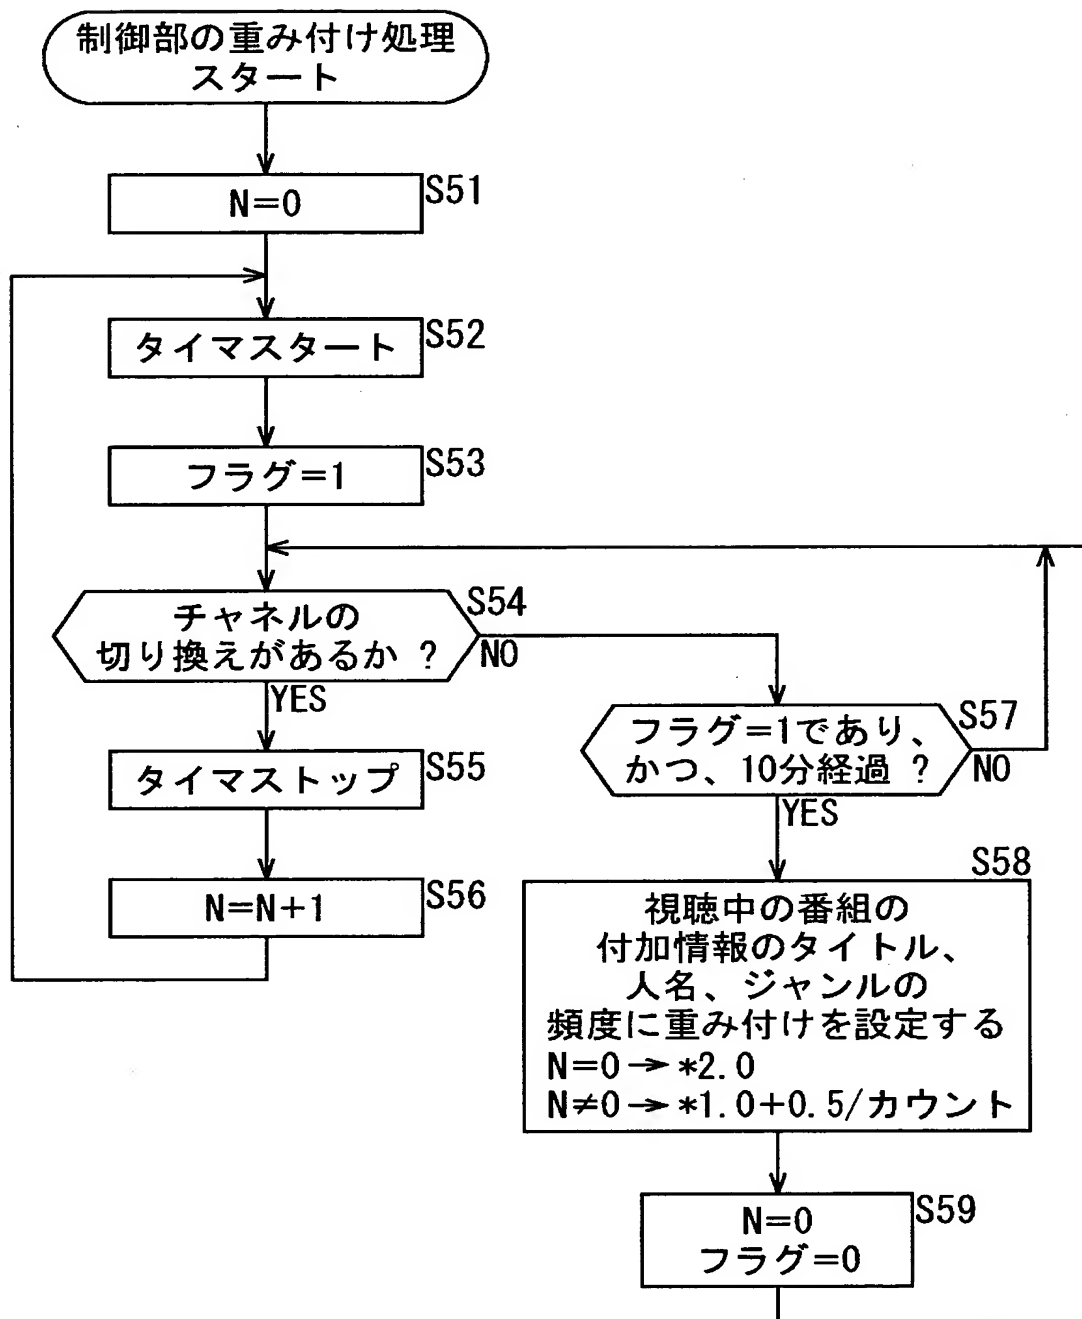 制御部の重み付け処理
スタート
N=0
S51
タイマスタート
S52
フラグ=1
S53
チャネルの
切り換えがあるか ?
S54
NO
YES
タイマストップ
S55
N=N+1
S56
フラグ=1であり、
かつ、10分経過 ?
S57
NO
YES
S58
視聴中の番組の
付加情報のタイトル、
人名、ジャンルの
頻度に重み付けを設定する
N=0→*2.0
N≠0→*1.0+0.5/カウント
N=0
フラグ=0
S59